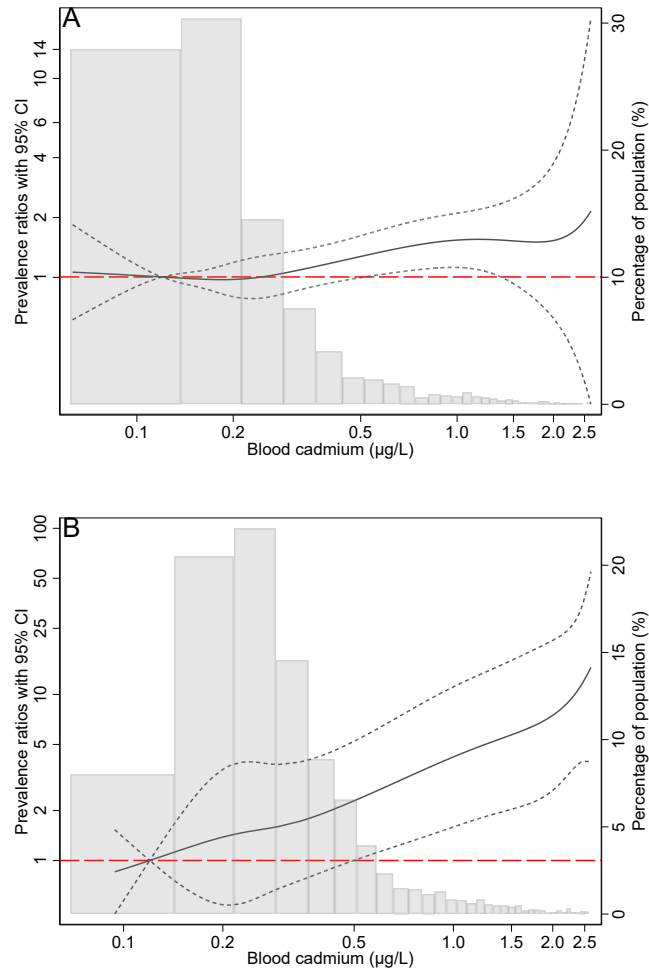 A
14
10
6
4
2
1
Prevalence ratios with 95% CI
30
20
10
0
Percentage of population (%)
0.1 0.2 0.5 1.0 1.5 2.0 2.5
Blood cadmium (µg/L)
B
100
50
25
10
5
2
1
Prevalence ratios with 95% CI
20
15
10
5
0
Percentage of population (%)
0.1 0.2 0.5 1.0 1.5 2.0 2.5
Blood cadmium (µg/L)